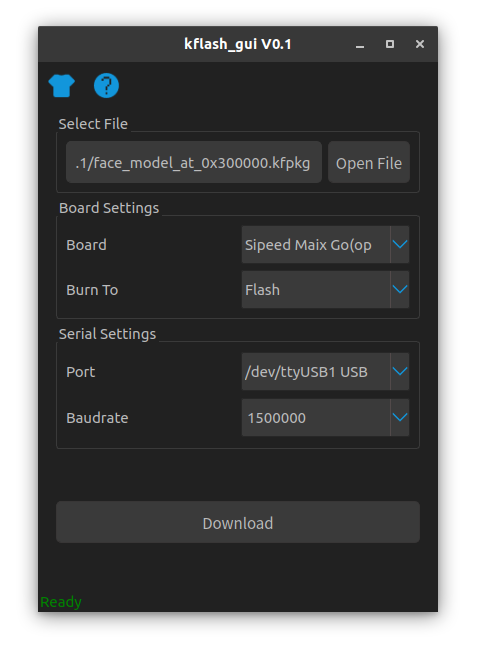 kflash_gui V0.1
?
Select File
.1/face_model_at_0x300000.kfpkg Open File
Board Settings
Board Sipeed Maix Go(op
Burn To Flash
Serial Settings
Port /dev/ttyUSB1 USB
Baudrate 1500000
Download
Ready